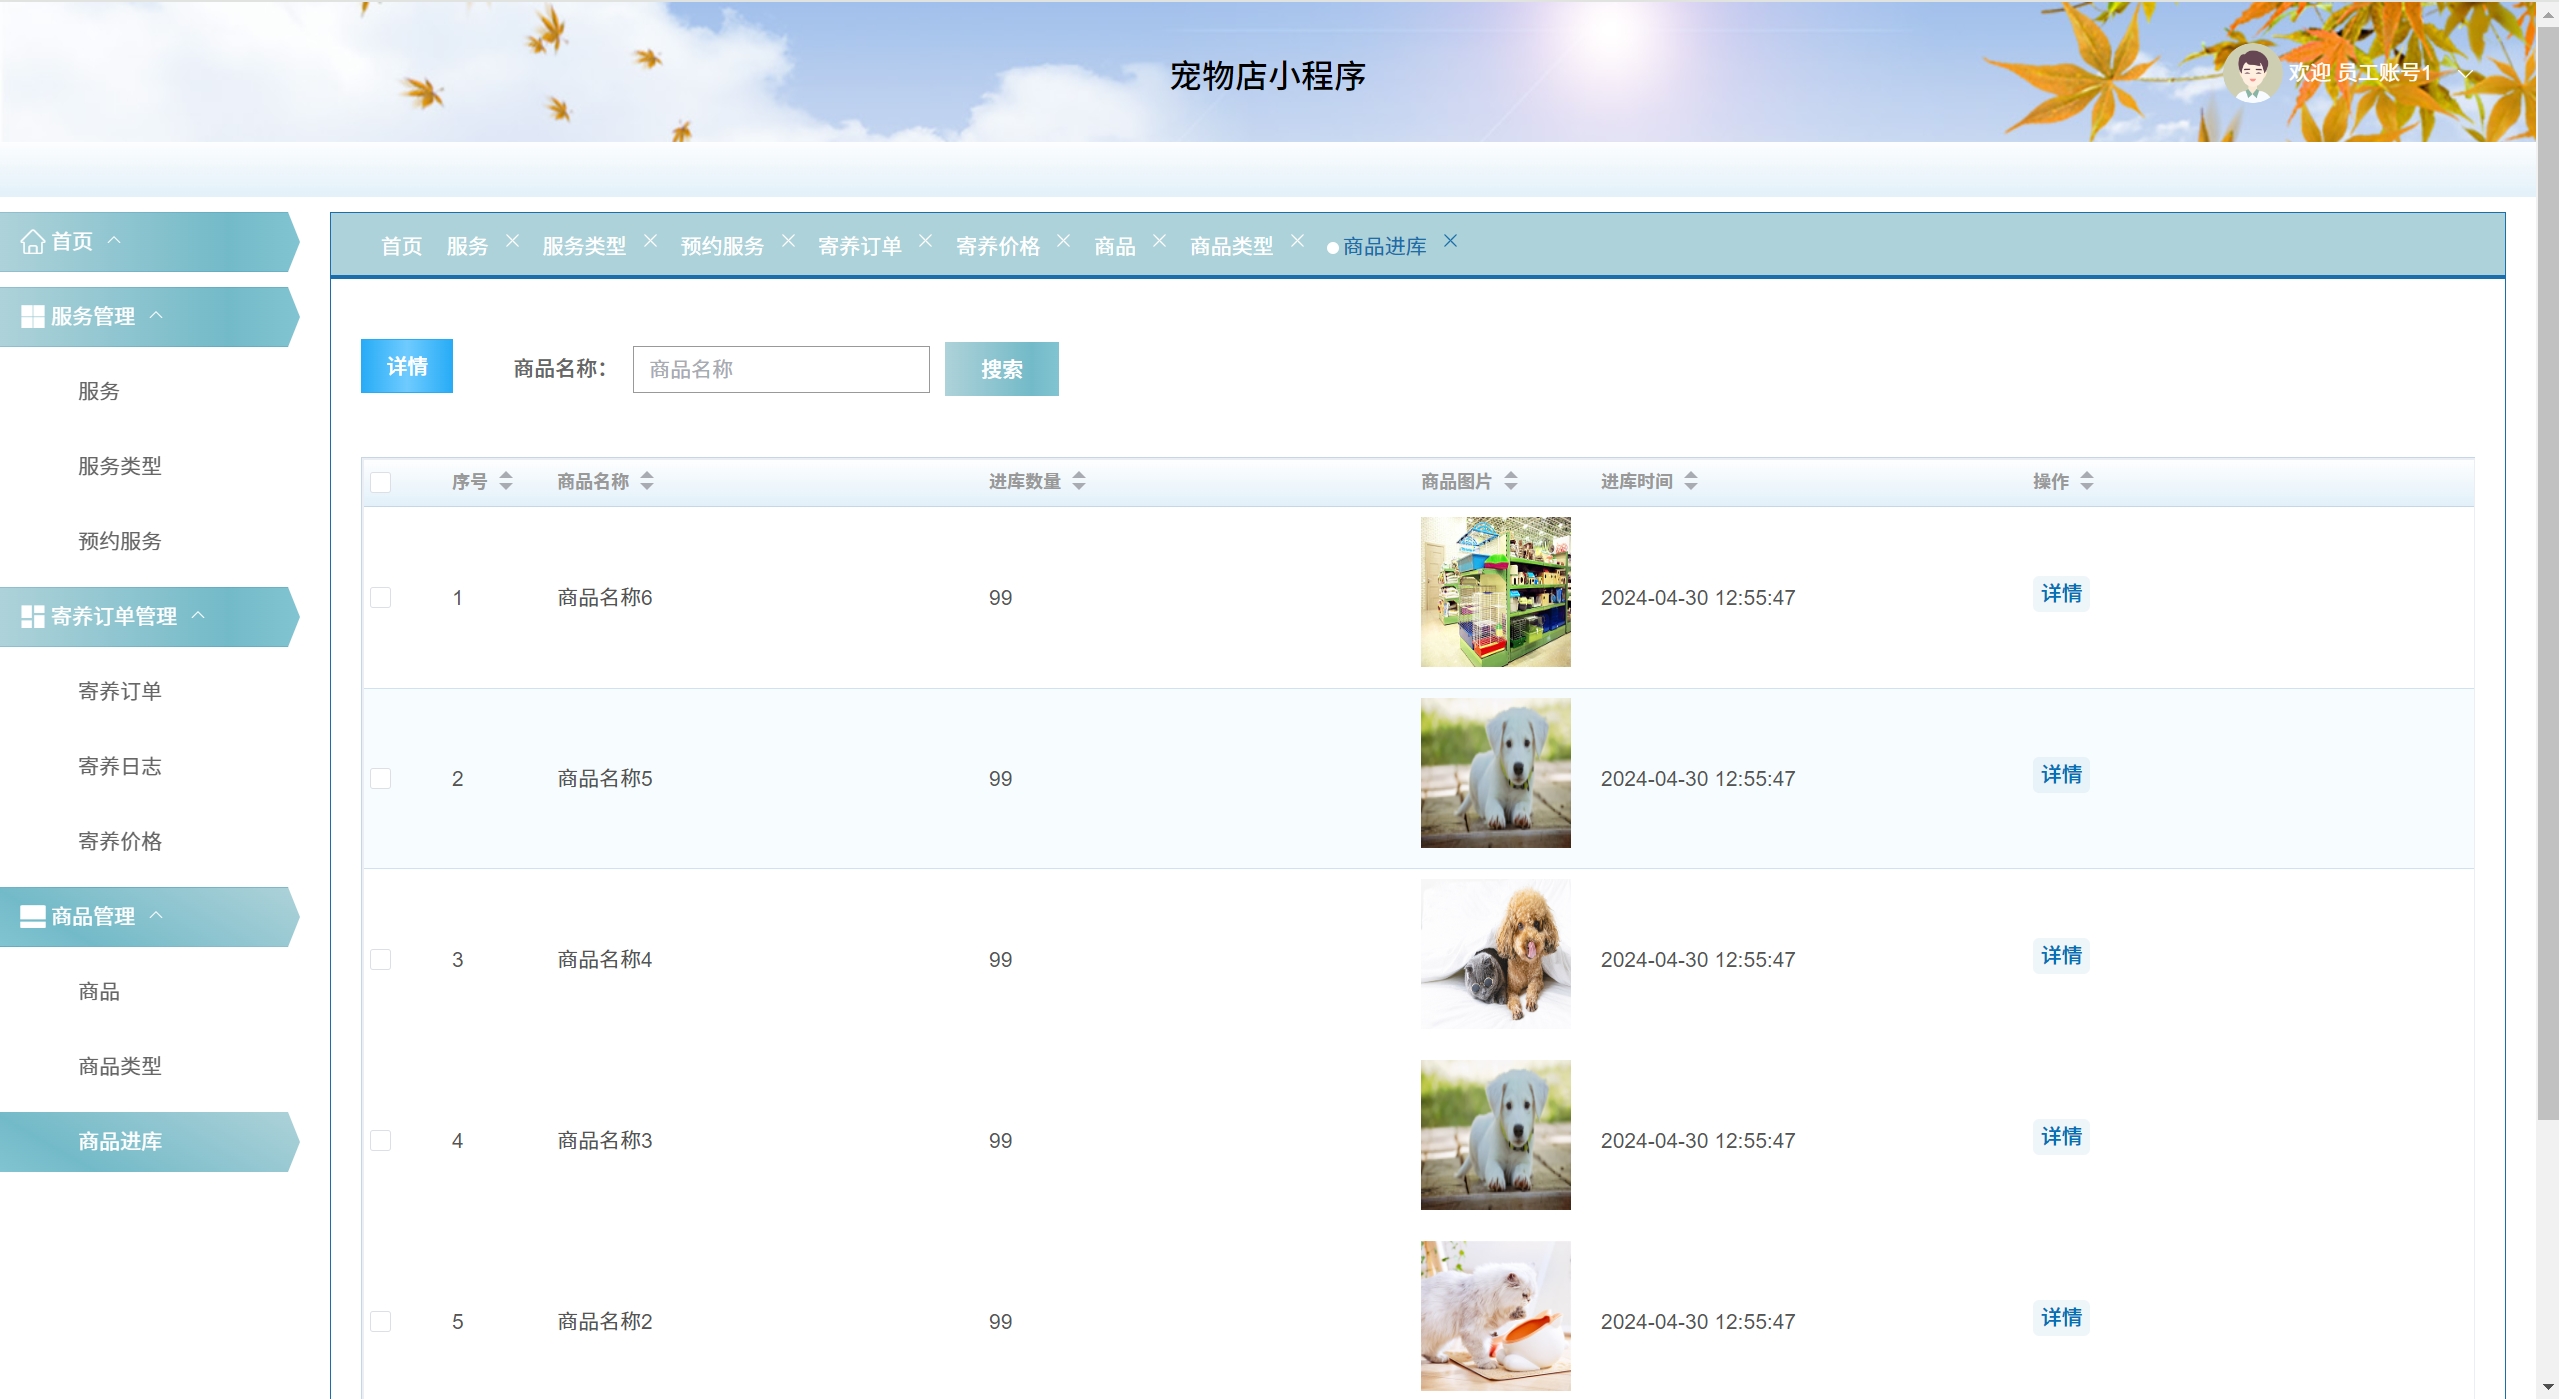 宠物店小程序
欢迎 员工账号1
首页
服务管理
服务
服务类型
预约服务
寄养订单管理
寄养订单
寄养日志
寄养价格
商品管理
商品
商品类型
商品进库
首页 服务 服务类型 预约服务 寄养订单 寄养价格 商品 商品类型 商品进库
详情 商品名称： 商品名称 搜索
序号 商品名称 进库数量 商品图片 进库时间 操作
1 商品名称6 99 2024-04-30 12:55:47 详情
2 商品名称5 99 2024-04-30 12:55:47 详情
3 商品名称4 99 2024-04-30 12:55:47 详情
4 商品名称3 99 2024-04-30 12:55:47 详情
5 商品名称2 99 2024-04-30 12:55:47 详情